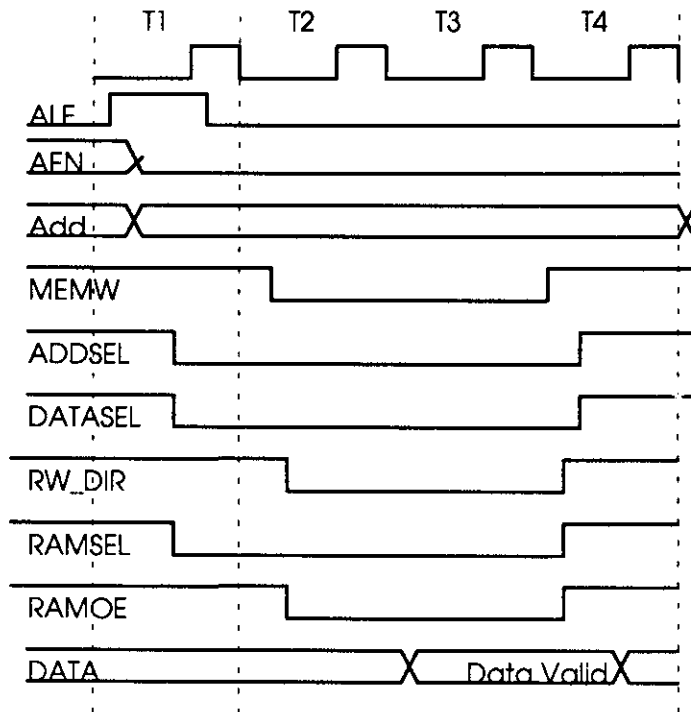 T1 T2 T3 T4
ALE
AEN
Add
MEMW
ADDSEL
DATASEL
RW_DIR
RAMSEL
RAMOE
DATA Data Valid